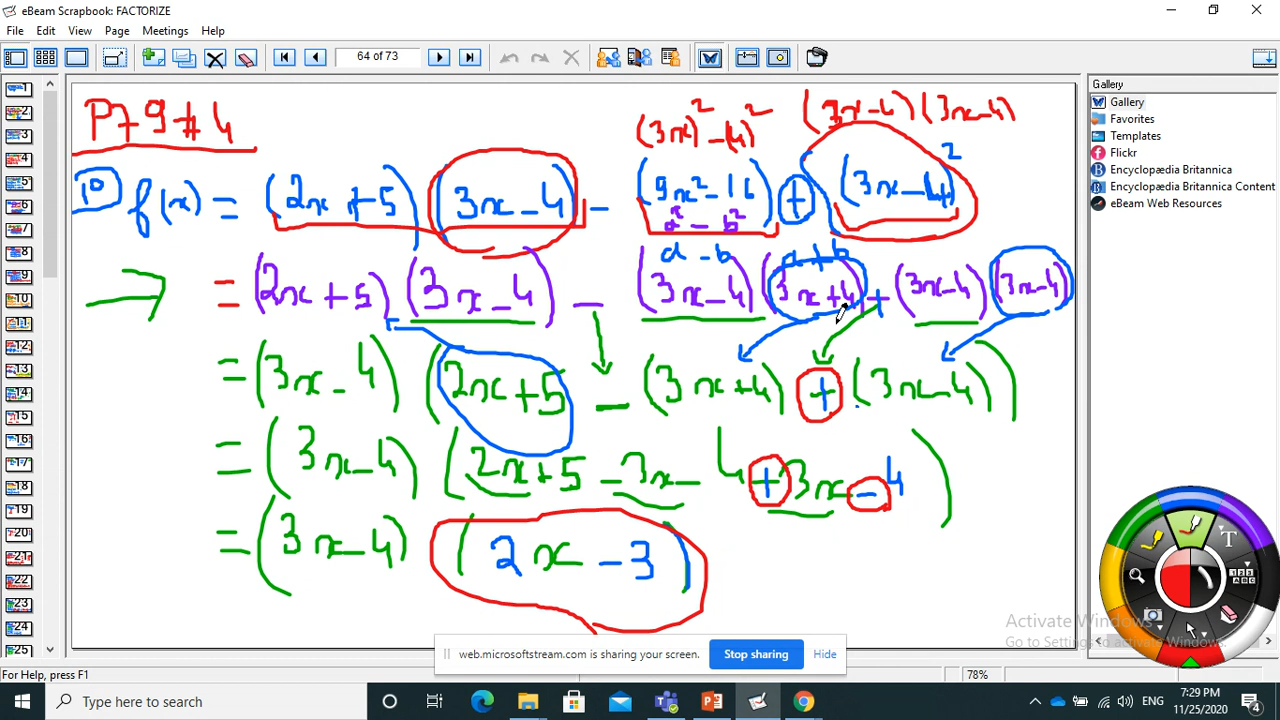 eBeam Scrapbook: FACTORIZE
File Edit View Page Meetings Help
64 of 73
P79#4
(3x)² - (4)² (3x-4)(3x-4)
1° f(x) = (2x+5)(3x-4) - (9x²-16) + (3x-4)²
a² - b²
a-b a+b
= (2x+5)(3x-4) - (3x-4)(3x+4) + (3x-4)(3x-4)
= (3x-4) (2x+5) - (3x+4) + (3x-4))
= (3x-4) (2x+5 - 3x - 4 + 3x - 4)
= (3x-4) (2x - 3)
Gallery
Gallery
Favorites
Templates
Flickr
Encyclopædia Britannica
Encyclopædia Britannica Content
eBeam Web Resources
Activate Windows
Go to Settings to activate Windows.
web.microsoftstream.com is sharing your screen. Stop sharing Hide
For Help, press F1
78%
Type here to search
ENG
7:29 PM
11/25/2020
4